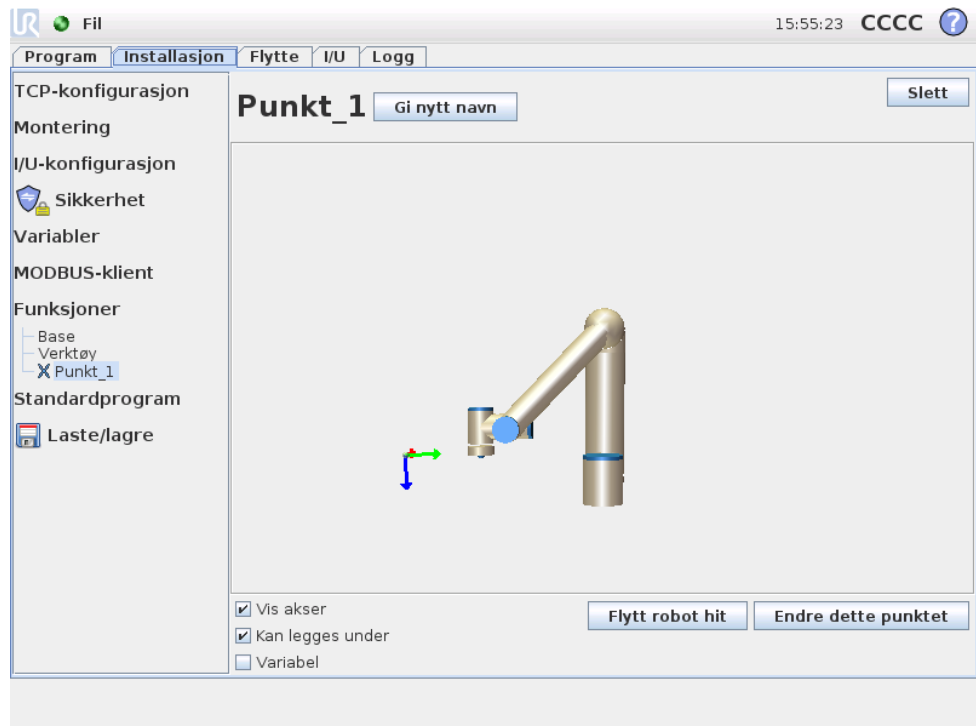 UR Fil 15:55:23 CCCC ?
Program Installasjon Flytte I/U Logg
TCP-konfigurasjon
Montering
I/U-konfigurasjon
Sikkerhet
Variabler
MODBUS-klient
Funksjoner
Base
Verktøy
Punkt_1
Standardprogram
Laste/lagre
Punkt_1 Gi nytt navn Slett
Vis akser
Kan legges under
Variabel
Flytt robot hit Endre dette punktet